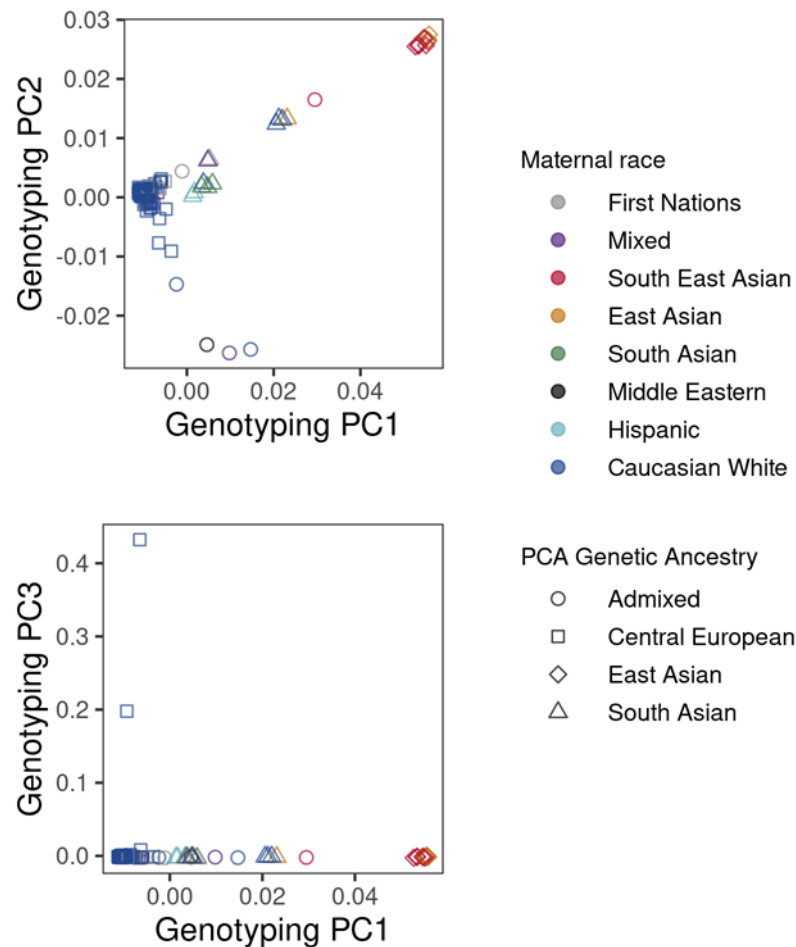 0.03
0.02
0.01
0.00
-0.01
-0.02
Genotyping PC2
0.00 0.02 0.04
Genotyping PC1
Maternal race
First Nations
Mixed
South East Asian
East Asian
South Asian
Middle Eastern
Hispanic
Caucasian White
0.4
0.3
0.2
0.1
0.0
Genotyping PC3
0.00 0.02 0.04
Genotyping PC1
PCA Genetic Ancestry
Admixed
Central European
East Asian
South Asian